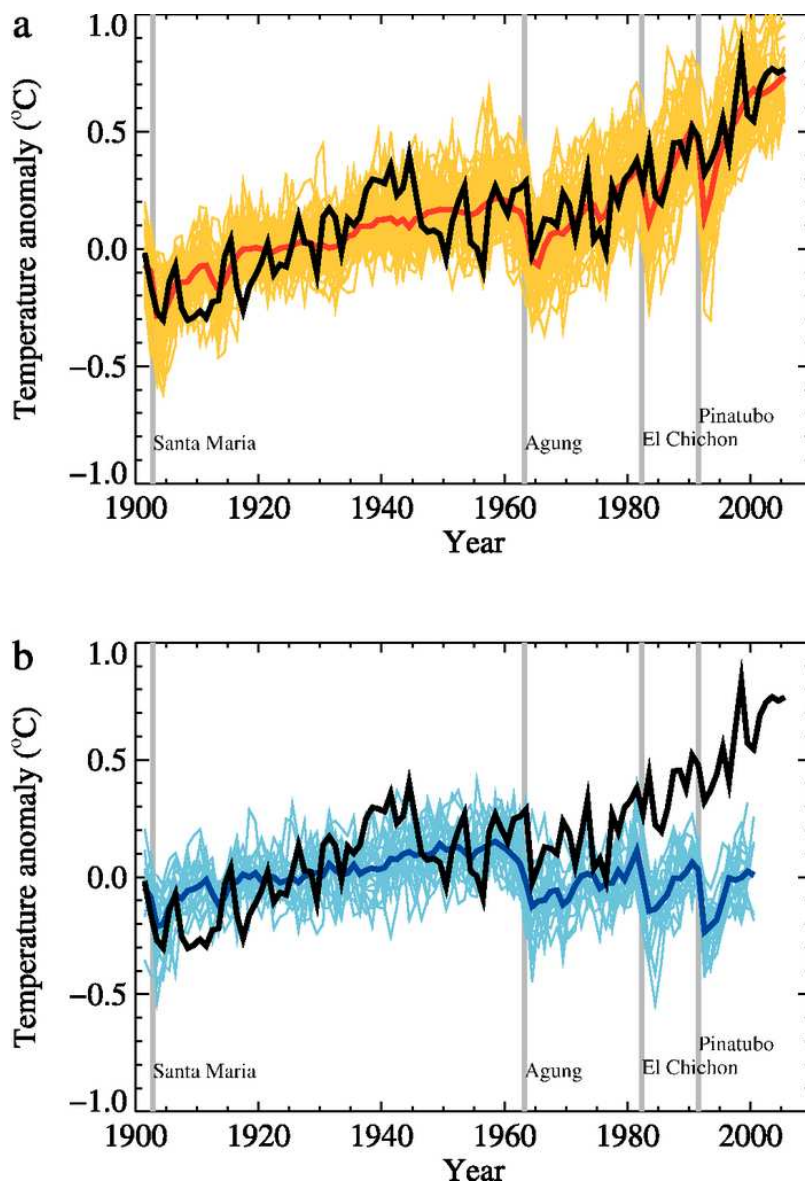 a
1.0
0.5
0.0
−0.5
−1.0
Temperature anomaly (°C)
Santa Maria
Agung
El Chichon
Pinatubo
1900 1920 1940 1960 1980 2000
Year
b
1.0
0.5
0.0
−0.5
−1.0
Temperature anomaly (°C)
Santa Maria
Agung
El Chichon
Pinatubo
1900 1920 1940 1960 1980 2000
Year